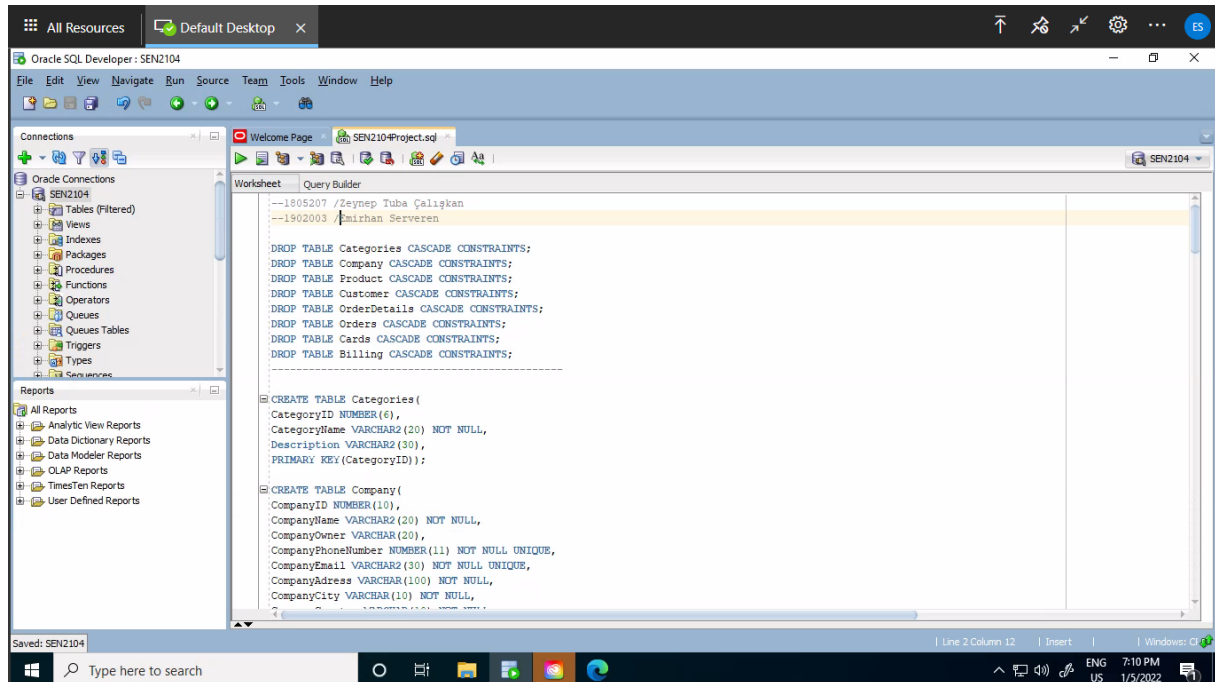 All Resources
Default Desktop
ES
Oracle SQL Developer : SEN2104
File Edit View Navigate Run Source Team Tools Window Help
Connections
Welcome Page
SEN2104Project.sql
SEN2104
Worksheet
Query Builder
Oracle Connections
SEN2104
Tables (Filtered)
Views
Indexes
Packages
Procedures
Functions
Operators
Queues
Queues Tables
Triggers
Types
Sequences
Reports
All Reports
Analytic View Reports
Data Dictionary Reports
Data Modeler Reports
OLAP Reports
TimesTen Reports
User Defined Reports
--1805207 /Zeynep Tuba Çalışkan
--1902003 /Emirhan Serveren
DROP TABLE Categories CASCADE CONSTRAINTS;
DROP TABLE Company CASCADE CONSTRAINTS;
DROP TABLE Product CASCADE CONSTRAINTS;
DROP TABLE Customer CASCADE CONSTRAINTS;
DROP TABLE OrderDetails CASCADE CONSTRAINTS;
DROP TABLE Orders CASCADE CONSTRAINTS;
DROP TABLE Cards CASCADE CONSTRAINTS;
DROP TABLE Billing CASCADE CONSTRAINTS;
------------------------------------------------
CREATE TABLE Categories(
CategoryID NUMBER(6),
CategoryName VARCHAR2(20) NOT NULL,
Description VARCHAR2(30),
PRIMARY KEY(CategoryID));
CREATE TABLE Company(
CompanyID NUMBER(10),
CompanyName VARCHAR2(20) NOT NULL,
CompanyOwner VARCHAR(20),
CompanyPhoneNumber NUMBER(11) NOT NULL UNIQUE,
CompanyEmail VARCHAR2(30) NOT NULL UNIQUE,
CompanyAdress VARCHAR(100) NOT NULL,
CompanyCity VARCHAR(10) NOT NULL,
Saved: SEN2104
Line 2 Column 12
Insert
Windows:
Type here to search
ENG
US
7:10 PM
1/5/2022